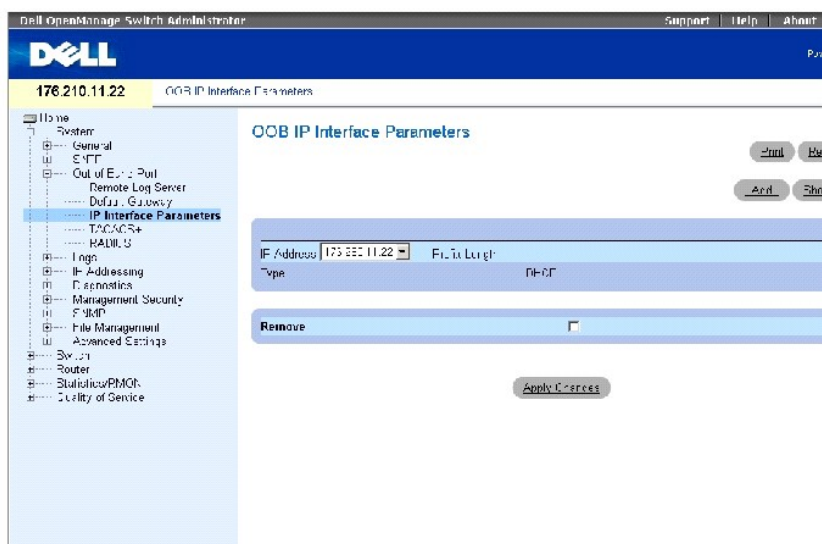 Dell OpenManage Switch Administrator Support Help About
DELL
176.210.11.22 OOB IP Interface Parameters
Home
System
OOB IP Interface Parameters
General
Print
Out of Band Port
Remote Log Server
Add
Default Gateway
IP Interface Parameters
TACACS+
RADIUS
IP Address Prefix Length
Logs
IP Addressing
Type DHCP
Diagnostics
Management Security
SNMP
File Management
Remove
Advanced Settings
Switch
Router
Statistics/RMON
Quality of Service
Apply Changes